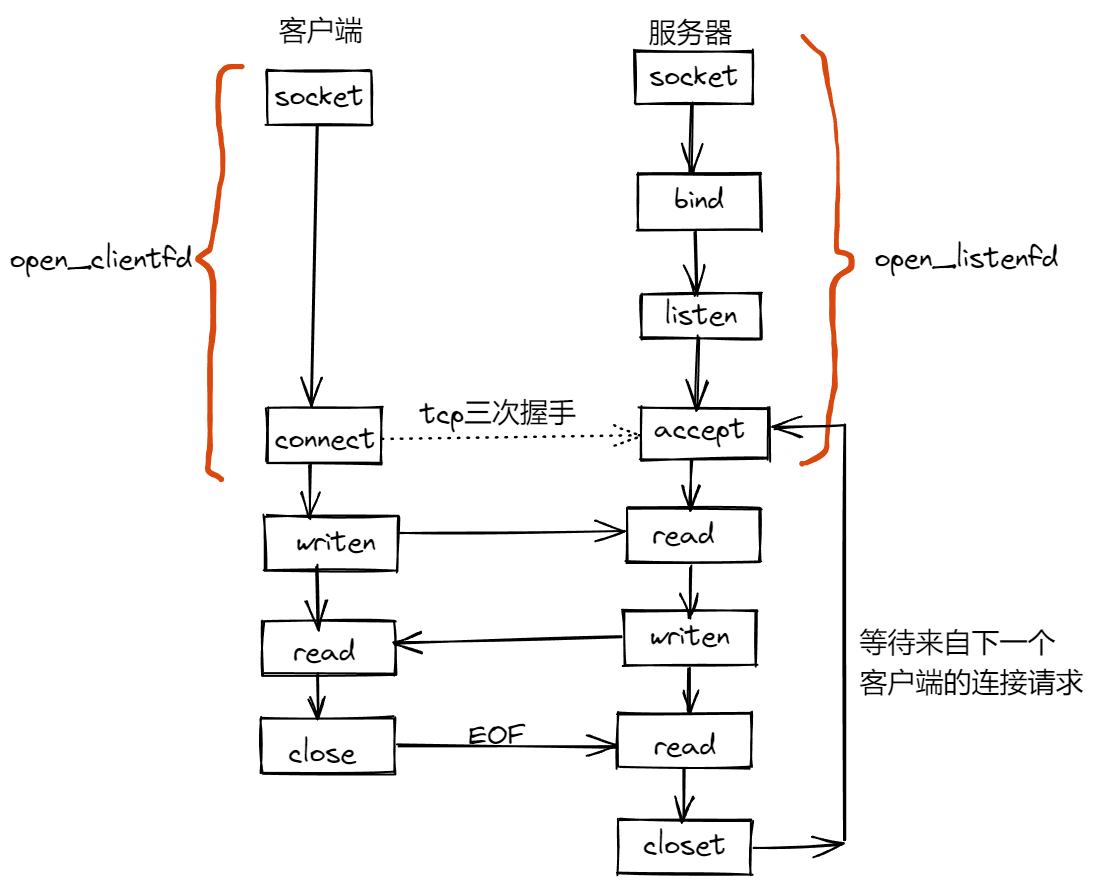 客户端
服务器
socket
socket
bind
open_clientfd
open_listenfd
listen
tcp三次握手
connect
accept
writen
read
read
writen
等待来自下一个
客户端的连接请求
close
EOF
read
closet